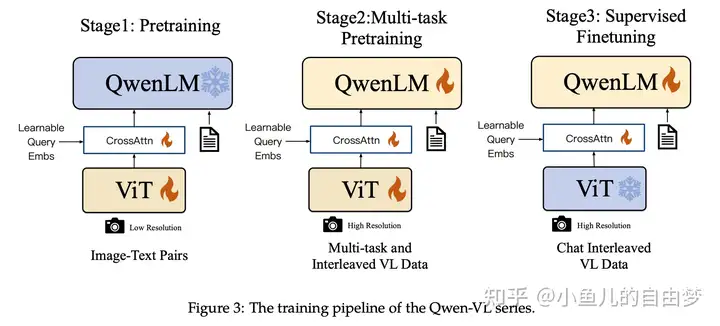 Stage1: Pretraining
QwenLM
Learnable
Query
Embs
CrossAttn
ViT
Low Resolution
Image-Text Pairs
Stage2:Multi-task
Pretraining
QwenLM
Learnable
Query
Embs
CrossAttn
ViT
High Resolution
Multi-task and
Interleaved VL Data
Stage3: Supervised
Finetuning
QwenLM
Learnable
Query
Embs
CrossAttn
ViT
High Resolution
Chat Interleaved
VL Data
知乎 @小鱼儿的自由梦
Figure 3: The training pipeline of the Qwen-VL series.